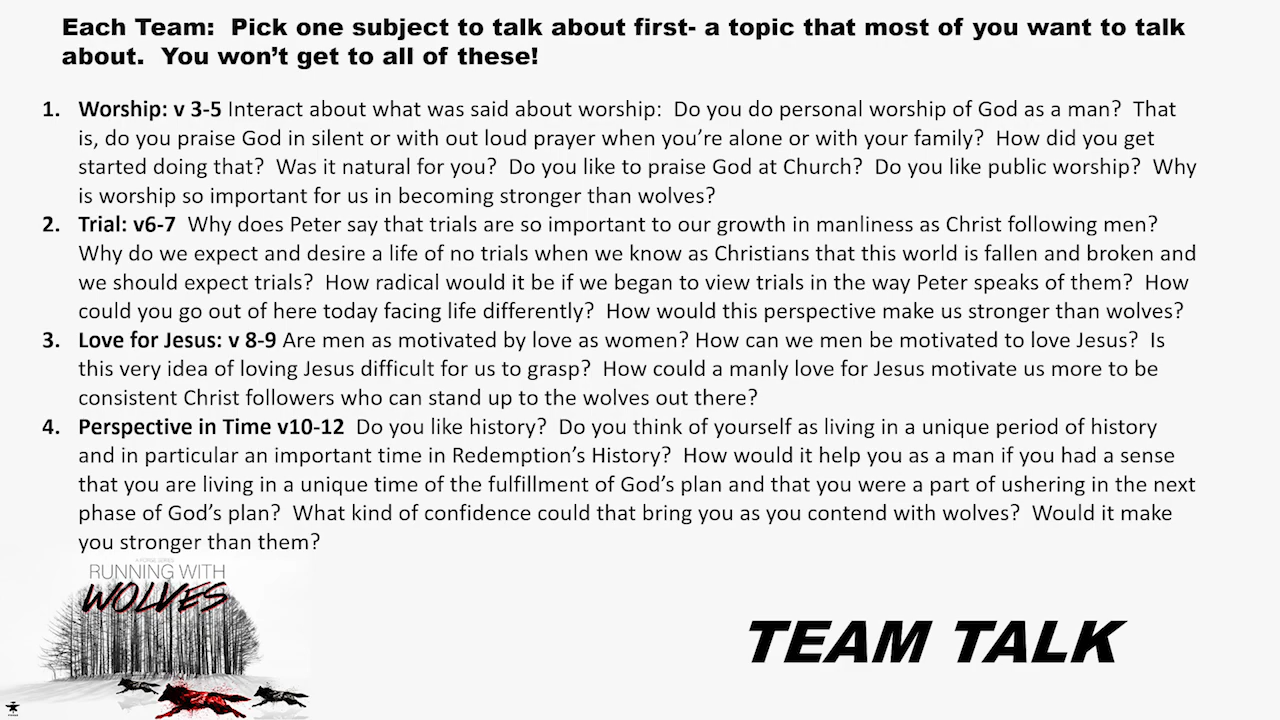 Each Team:  Pick one subject to talk about first- a topic that most of you want to talk
about.  You won’t get to all of these!
1. Worship: v 3-5 Interact about what was said about worship:  Do you do personal worship of God as a man?  That
is, do you praise God in silent or with out loud prayer when you’re alone or with your family?  How did you get
started doing that?  Was it natural for you?  Do you like to praise God at Church?  Do you like public worship?  Why
is worship so important for us in becoming stronger than wolves?
2. Trial: v6-7  Why does Peter say that trials are so important to our growth in manliness as Christ following men?
Why do we expect and desire a life of no trials when we know as Christians that this world is fallen and broken and
we should expect trials?  How radical would it be if we began to view trials in the way Peter speaks of them?  How
could you go out of here today facing life differently?  How would this perspective make us stronger than wolves?
3. Love for Jesus: v 8-9 Are men as motivated by love as women? How can we men be motivated to love Jesus?  Is
this very idea of loving Jesus difficult for us to grasp?  How could a manly love for Jesus motivate us more to be
consistent Christ followers who can stand up to the wolves out there?
4. Perspective in Time v10-12  Do you like history?  Do you think of yourself as living in a unique period of history
and in particular an important time in Redemption’s History?  How would it help you as a man if you had a sense
that you are living in a unique time of the fulfillment of God’s plan and that you were a part of ushering in the next
phase of God’s plan?  What kind of confidence could that bring you as you contend with wolves?  Would it make
you stronger than them?
RUNNING WITH
WOLVES
TEAM TALK